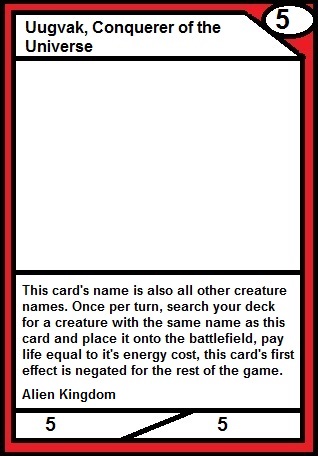 Uugvak, Conquerer of the
Universe
5
This card's name is also all other creature
names. Once per turn, search your deck
for a creature with the same name as this
card and place it onto the battlefield, pay
life equal to it's energy cost, this card's first
effect is negated for the rest of the game.
Alien Kingdom
5 5